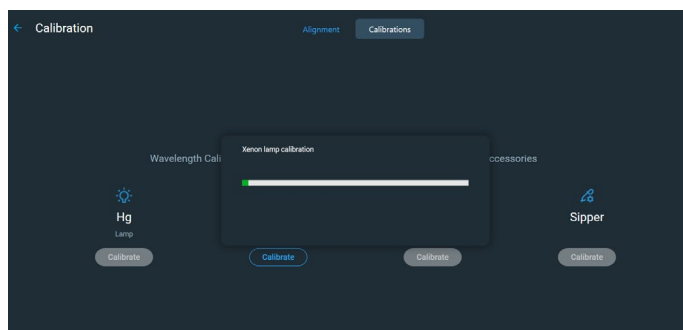 Calibration
Alignment
Calibrations
Xenon lamp calibration
Wavelength Cali
ccessories
Hg
Sipper
Lamp
Calibrate
Calibrate
Calibrate
Calibrate